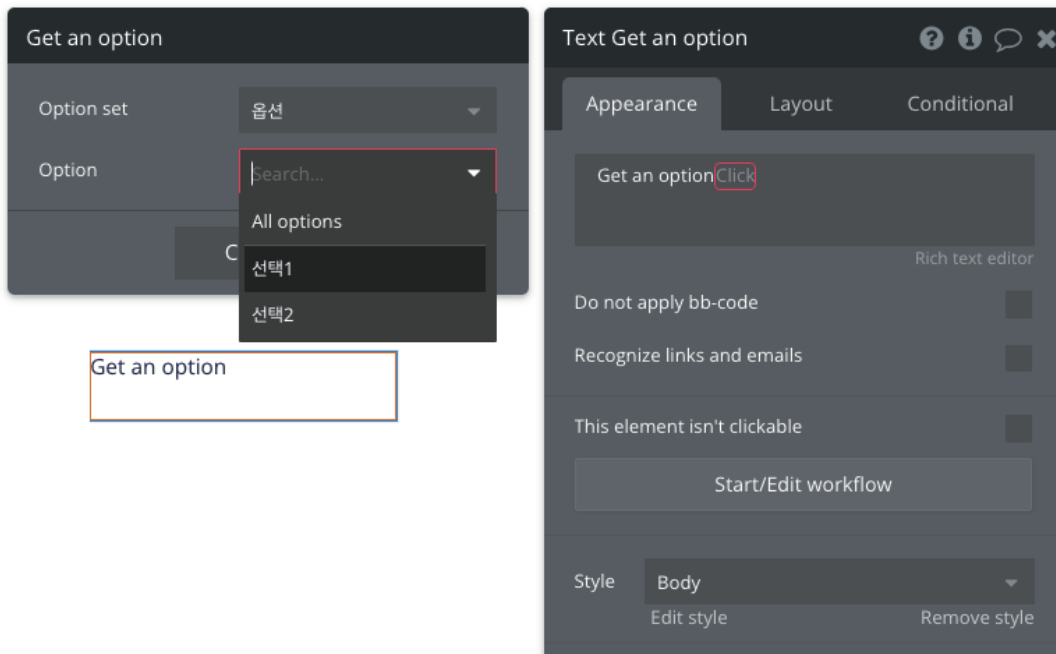 Get an option
Option set
옵션
Option
Search...
All options
선택1
선택2
C
Get an option
Text Get an option
Appearance
Layout
Conditional
Get an optionClick
Rich text editor
Do not apply bb-code
Recognize links and emails
This element isn't clickable
Start/Edit workflow
Style
Body
Edit style
Remove style